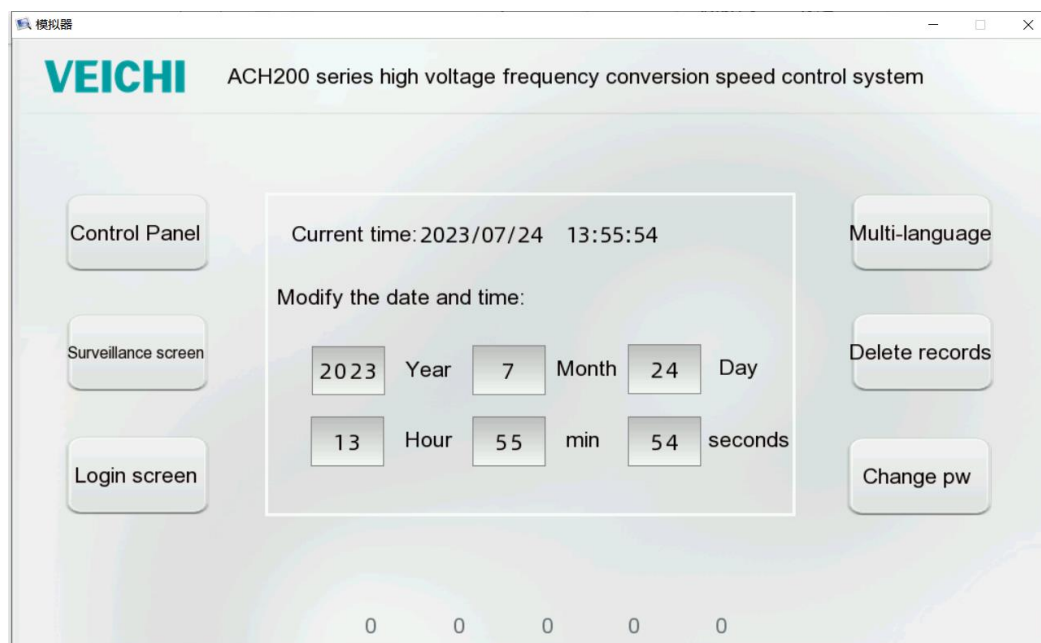 模拟器
VEICHI ACH200 series high voltage frequency conversion speed control system
Control Panel
Current time: 2023/07/24 13:55:54
Multi-language
Modify the date and time:
Surveillance screen
2023 Year 7 Month 24 Day
Delete records
13 Hour 55 min 54 seconds
Login screen
Change pw
0 0 0 0 0